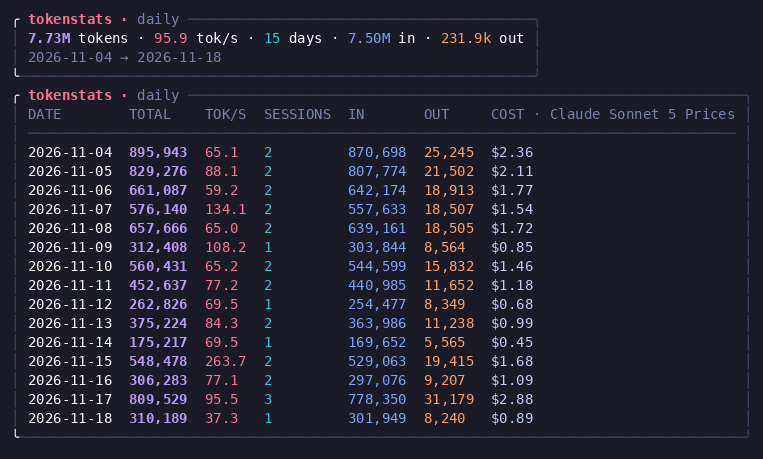 tokenstats · daily
7.73M tokens · 95.9 tok/s · 15 days · 7.50M in · 231.9k out
2026-11-04 → 2026-11-18
tokenstats · daily
DATE TOTAL TOK/S SESSIONS IN OUT COST · Claude Sonnet 5 Prices
2026-11-04 895,943 65.1 2 870,698 25,245 $2.36
2026-11-05 829,276 88.1 2 807,774 21,502 $2.11
2026-11-06 661,087 59.2 2 642,174 18,913 $1.77
2026-11-07 576,140 134.1 2 557,633 18,507 $1.54
2026-11-08 657,666 65.0 2 639,161 18,505 $1.72
2026-11-09 312,408 108.2 1 303,844 8,564 $0.85
2026-11-10 560,431 65.2 2 544,599 15,832 $1.46
2026-11-11 452,637 77.2 2 440,985 11,652 $1.18
2026-11-12 262,826 69.5 1 254,477 8,349 $0.68
2026-11-13 375,224 84.3 2 363,986 11,238 $0.99
2026-11-14 175,217 69.5 1 169,652 5,565 $0.45
2026-11-15 548,478 263.7 2 529,063 19,415 $1.68
2026-11-16 306,283 77.1 2 297,076 9,207 $1.09
2026-11-17 809,529 95.5 3 778,350 31,179 $2.88
2026-11-18 310,189 37.3 1 301,949 8,240 $0.89